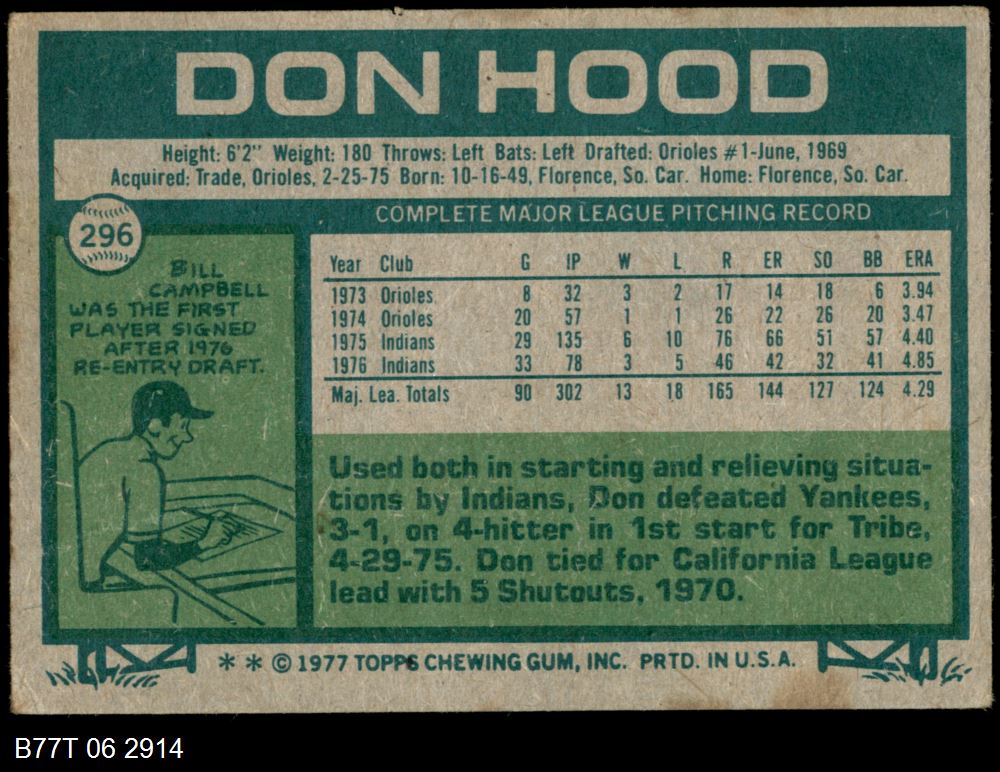 DON HOOD
Height: 6'2" Weight: 180 Throws: Left Bats: Left Drafted: Orioles #1-June, 1969
Acquired: Trade, Orioles, 2-25-75 Born: 10-16-49, Florence, So. Car. Home: Florence, So. Car.
COMPLETE MAJOR LEAGUE PITCHING RECORD
296
BILL
CAMPBELL
WAS THE FIRST
PLAYER SIGNED
AFTER 1976
RE-ENTRY DRAFT.
Year Club G IP W L R ER SO BB ERA
1973 Orioles 8 32 3 2 17 14 18 6 3.94
1974 Orioles 20 57 1 1 26 22 26 20 3.47
1975 Indians 29 135 6 10 76 66 51 57 4.40
1976 Indians 33 78 3 5 46 42 32 41 4.85
Maj. Lea. Totals 90 302 13 18 165 144 127 124 4.29
Used both in starting and relieving situa-
tions by Indians, Don defeated Yankees,
3-1, on 4-hitter in 1st start for Tribe,
4-29-75. Don tied for California League
lead with 5 Shutouts, 1970.
* * © 1977 TOPPS CHEWING GUM, INC. PRTD. IN U.S.A.
B77T 06 2914